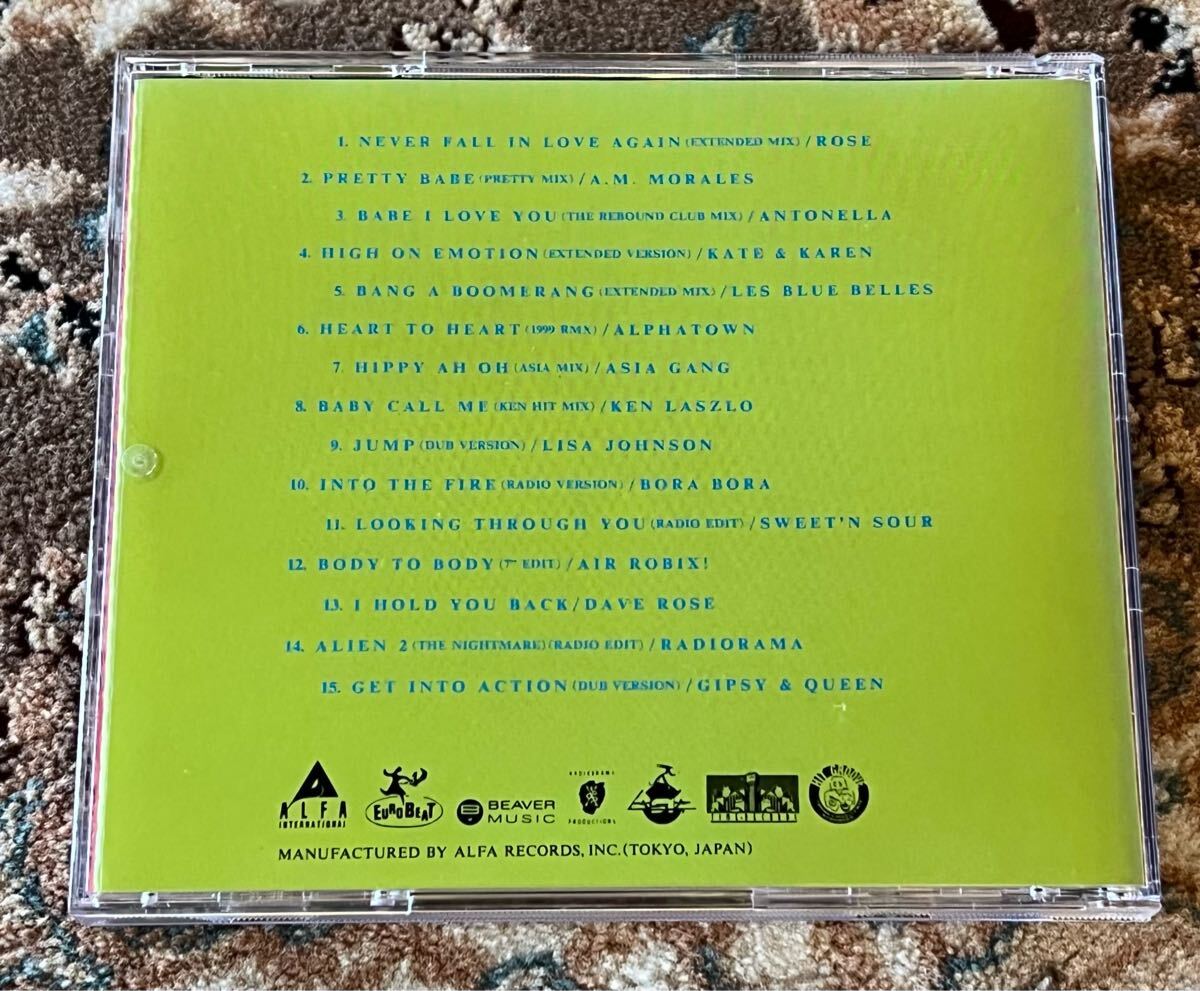 1. NEVER FALL IN LOVE AGAIN (EXTENDED MIX) / ROSE
2. PRETTY BABE (PRETTY MIX) / A.M. MORALES
3. BABE I LOVE YOU (THE REBOUND CLUB MIX) / ANTONELLA
4. HIGH ON EMOTION (EXTENDED VERSION) / KATE & KAREN
5. BANG A BOOMERANG (EXTENDED MIX) / LES BLUE BELLES
6. HEART TO HEART (1999 RMX) / ALPHATOWN
7. HIPPY AH OH (ASIA MIX) / ASIA GANG
8. BABY CALL ME (KEN HIT MIX) / KEN LASZLO
9. JUMP (DUB VERSION) / LISA JOHNSON
10. INTO THE FIRE (RADIO VERSION) / BORA BORA
11. LOOKING THROUGH YOU (RADIO EDIT) / SWEET'N SOUR
12. BODY TO BODY (7" EDIT) / AIR ROBIX!
13. I HOLD YOU BACK / DAVE ROSE
14. ALIEN 2 (THE NIGHTMARE) (RADIO EDIT) / RADIORAMA
15. GET INTO ACTION (DUB VERSION) / GIPSY & QUEEN
ALFA
INTERNATIONAL
EUROBEAT
BEAVER
MUSIC
RADIORAMA
PRODUCTIONS
HIT GROOVE
MANUFACTURED BY ALFA RECORDS, INC. (TOKYO, JAPAN)